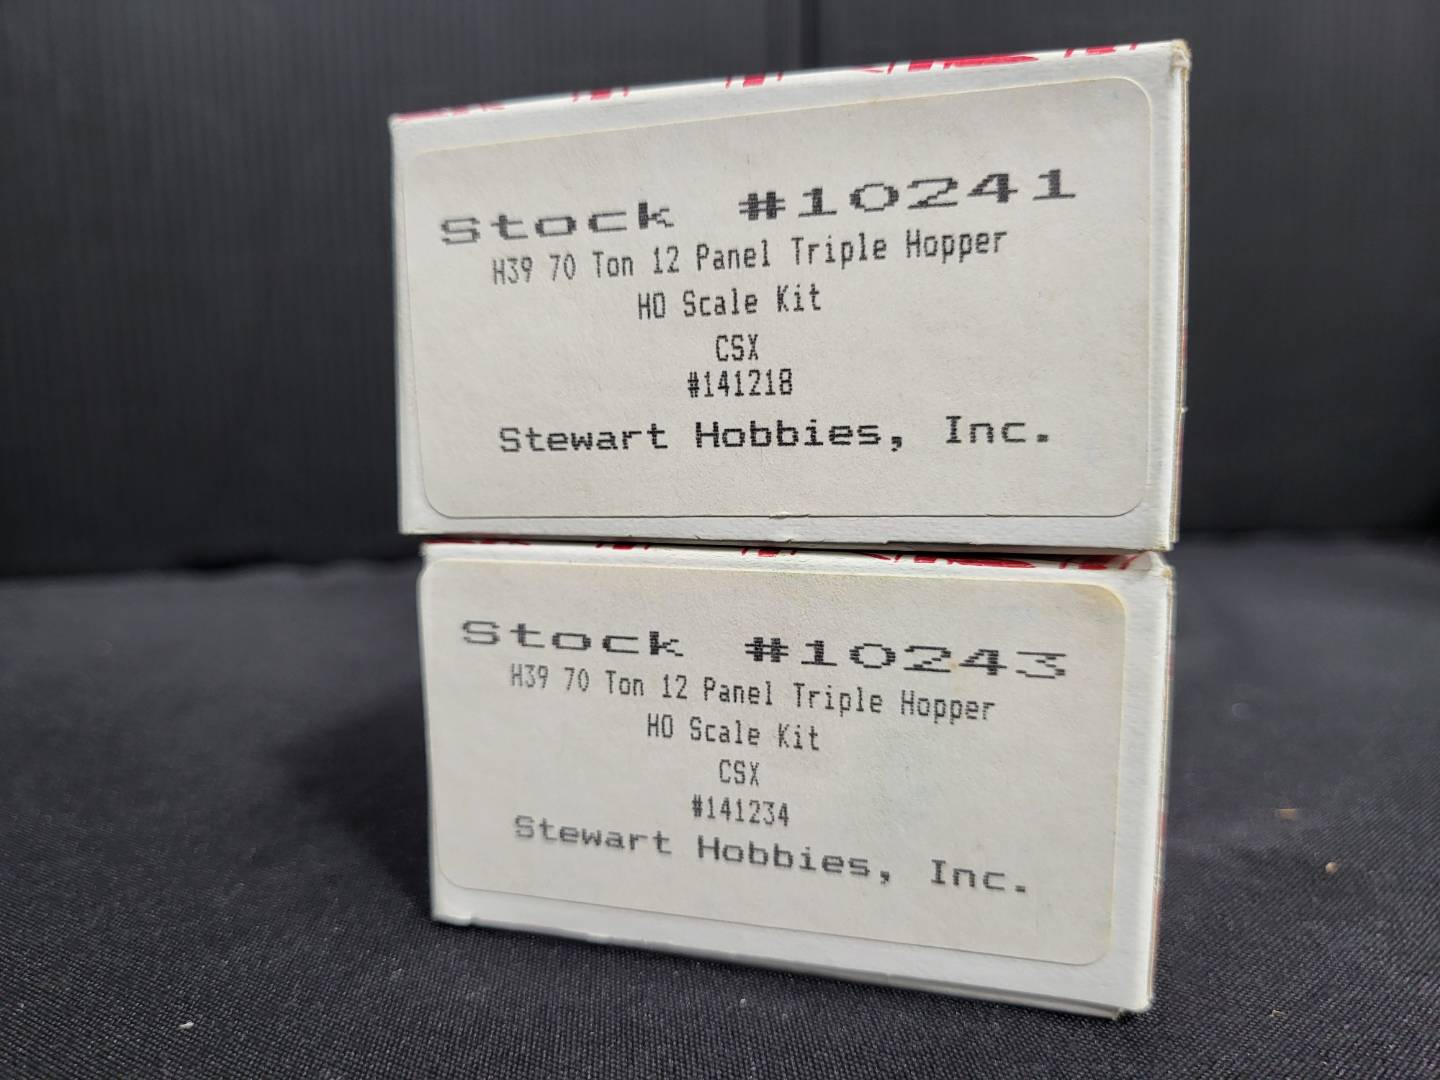 Stock #10241
H39 70 Ton 12 Panel Triple Hopper
HO Scale Kit
CSX
#141218
Stewart Hobbies, Inc.
Stock #10243
H39 70 Ton 12 Panel Triple Hopper
HO Scale Kit
CSX
#141234
Stewart Hobbies, Inc.